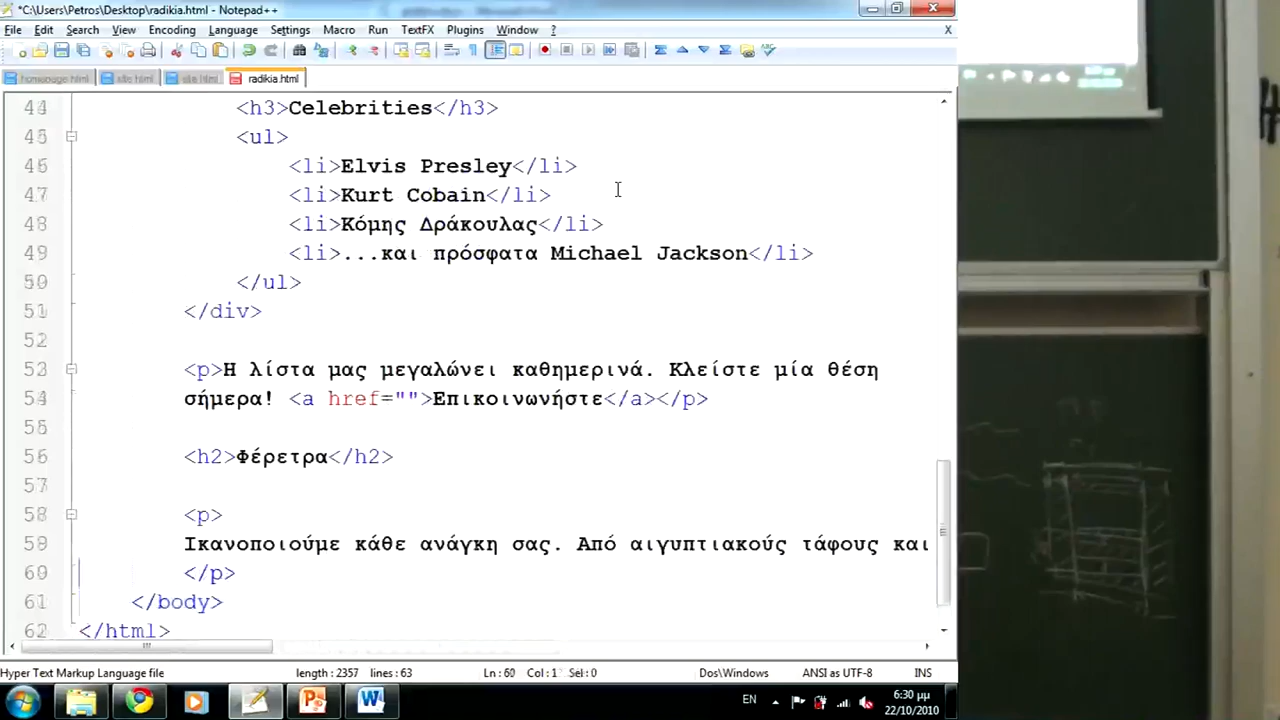 *C:\Users\Petros\Desktop\radikia.html - Notepad++
File Edit Search View Encoding Language Settings Macro Run TextFX Plugins Window ? X
homepage.html site.html site.html radikia.html
44 <h3>Celebrities</h3>
45 <ul>
46 <li>Elvis Presley</li>
47 <li>Kurt Cobain</li>
48 <li>Κόμης Δράκουλας</li>
49 <li>...και πρόσφατα Michael Jackson</li>
50 </ul>
51 </div>
52
53 <p>Η λίστα μας μεγαλώνει καθημερινά. Κλείστε μία θέση
54 σήμερα! <a href="">Επικοινωνήστε</a></p>
55
56 <h2>Φέρετρα</h2>
57
58 <p>
59 Ικανοποιούμε κάθε ανάγκη σας. Από αιγυπτιακούς τάφους και
60 </p>
61 </body>
62 </html>
Hyper Text Markup Language file length : 2357 lines : 63 Ln : 60 Col : 1 Sel : 0 Dos\Windows ANSI as UTF-8 INS
EN 6:30 μμ
22/10/2010